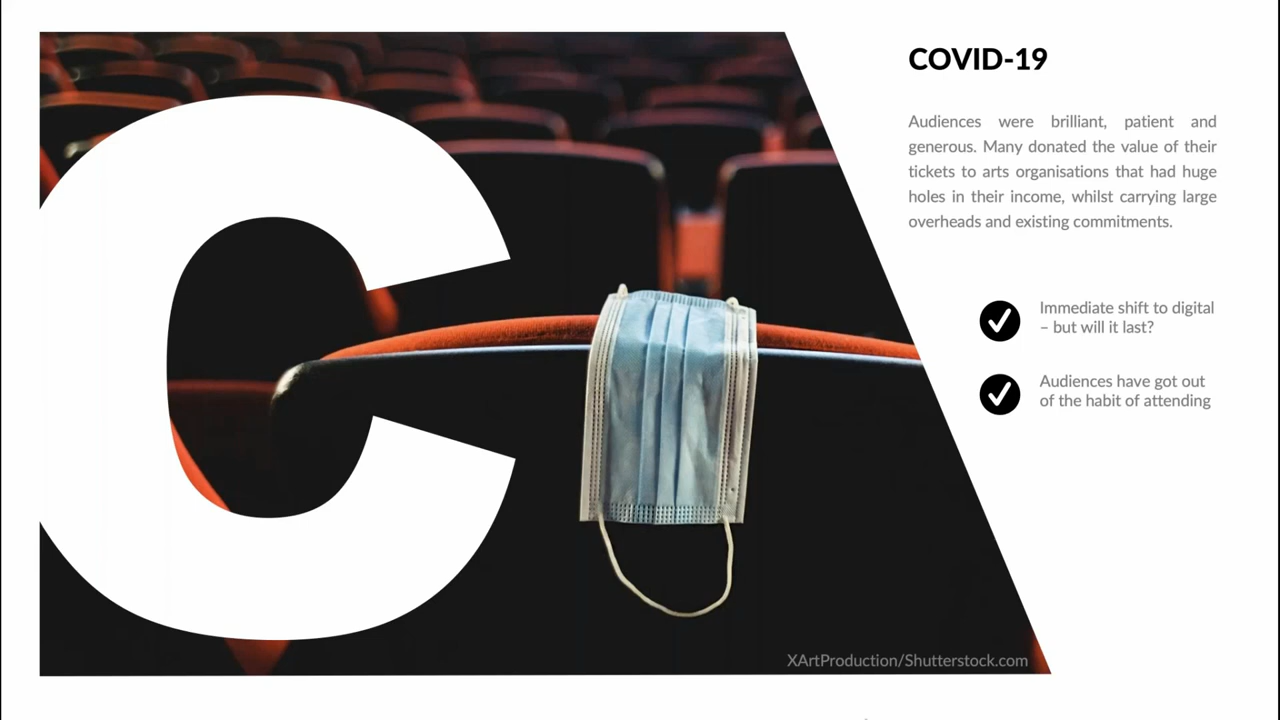 C
COVID-19
Audiences were brilliant, patient and
generous. Many donated the value of their
tickets to arts organisations that had huge
holes in their income, whilst carrying large
overheads and existing commitments.
Immediate shift to digital
– but will it last?
Audiences have got out
of the habit of attending
XArtProduction/Shutterstock.com